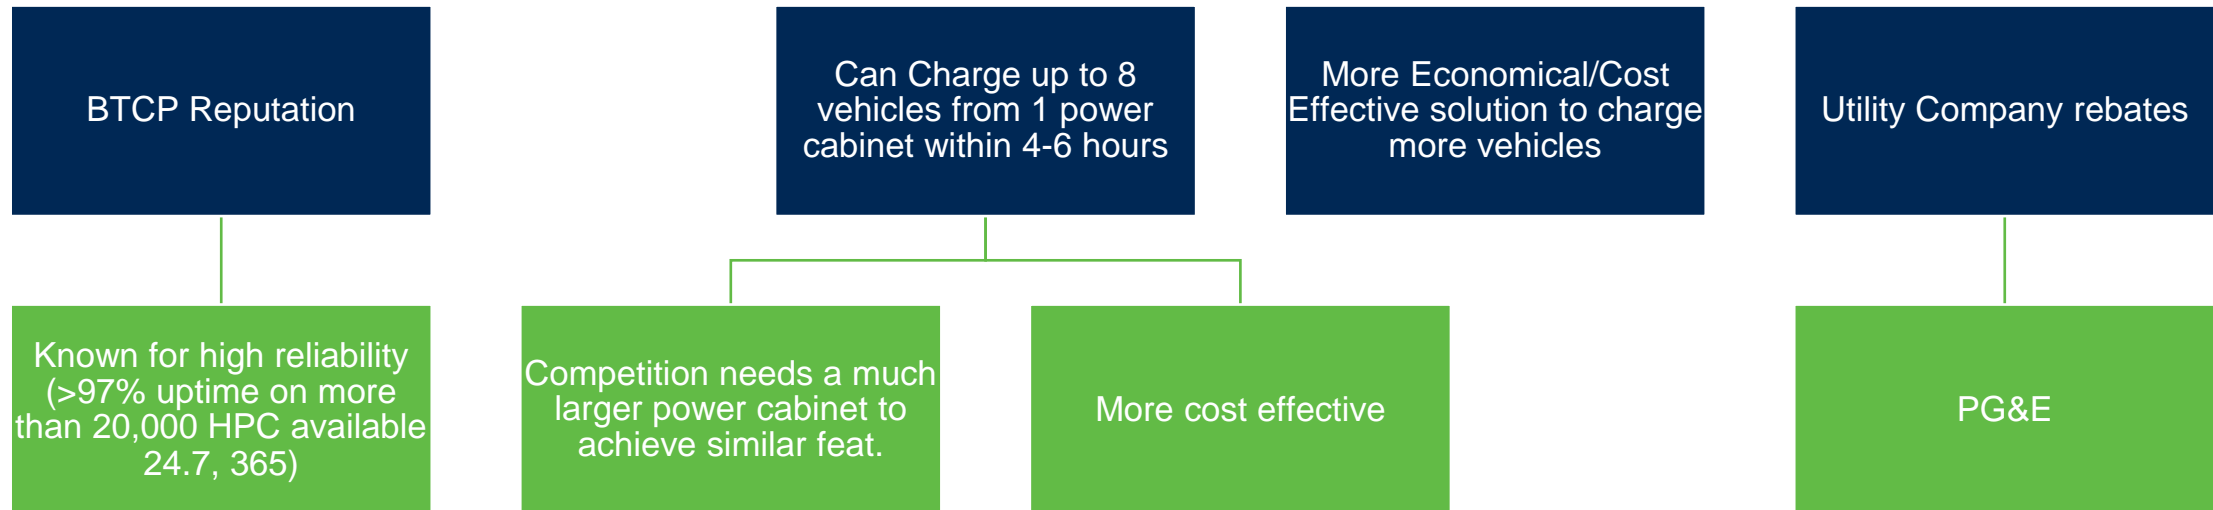 BTCP Reputation
Can Charge up to 8
vehicles from 1 power
cabinet within 4-6 hours
More Economical/Cost
Effective solution to charge
more vehicles
Utility Company rebates
Known for high reliability
(>97% uptime on more
than 20,000 HPC available
24.7, 365)
Competition needs a much
larger power cabinet to
achieve similar feat.
More cost effective
PG&E